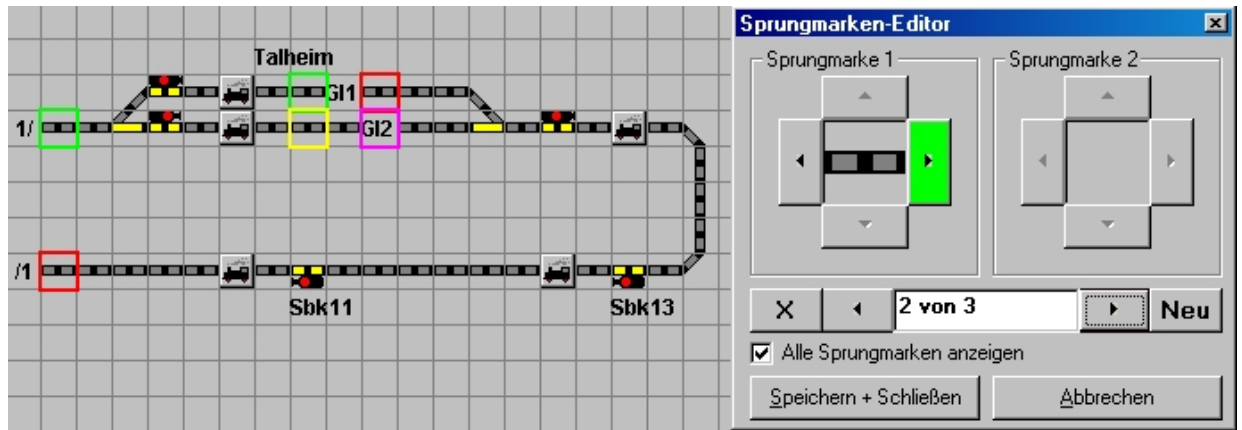 Talheim
Gl1
1/
Gl2
/1
Sbk11
Sbk13
Sprungmarken-Editor
Sprungmarke 1
Sprungmarke 2
X
2 von 3
Neu
Alle Sprungmarken anzeigen
Speichern + Schließen
Abbrechen